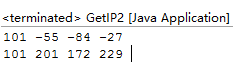 <terminated> GetIP2 [Java Application]
101 -55 -84 -27
101 201 172 229